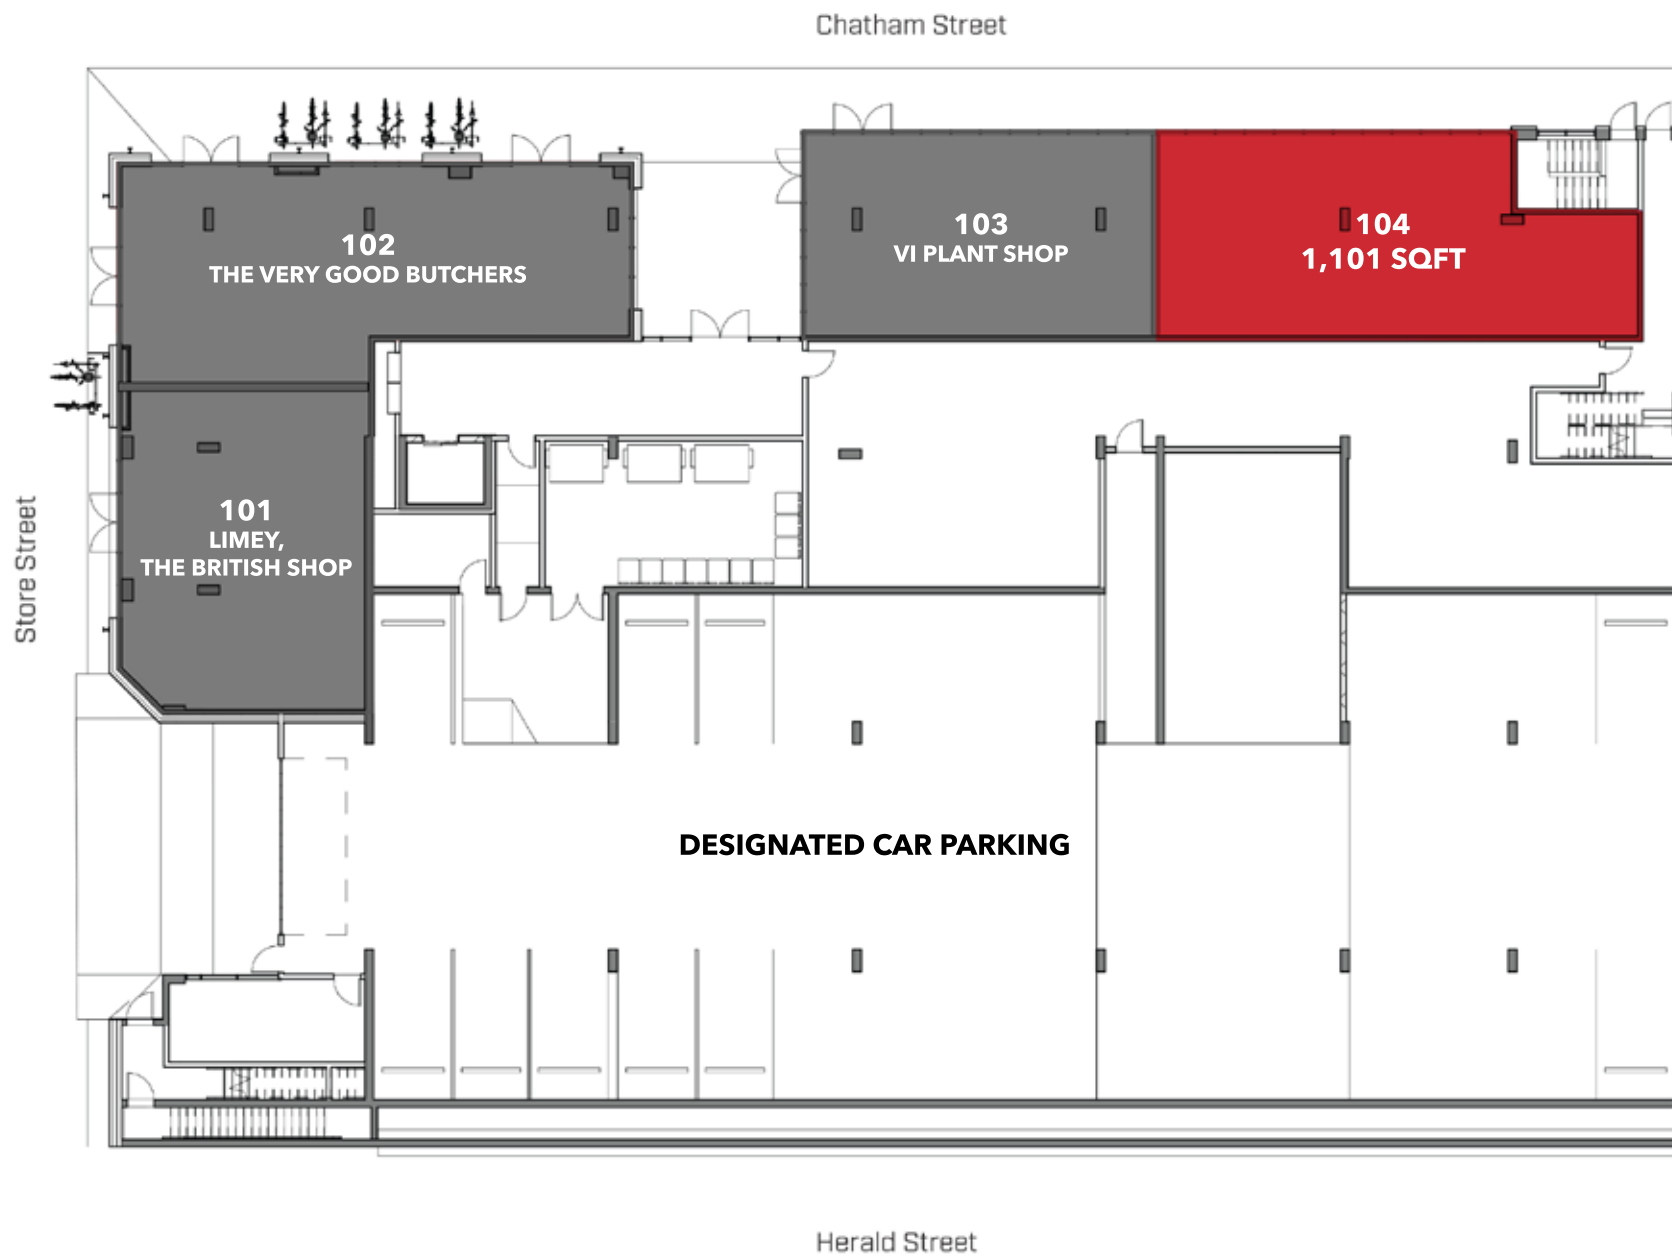 Chatham Street
102
THE VERY GOOD BUTCHERS
103
VI PLANT SHOP
104
1,101 SQFT
101
LIMEY,
THE BRITISH SHOP
Store Street
DESIGNATED CAR PARKING
Herald Street